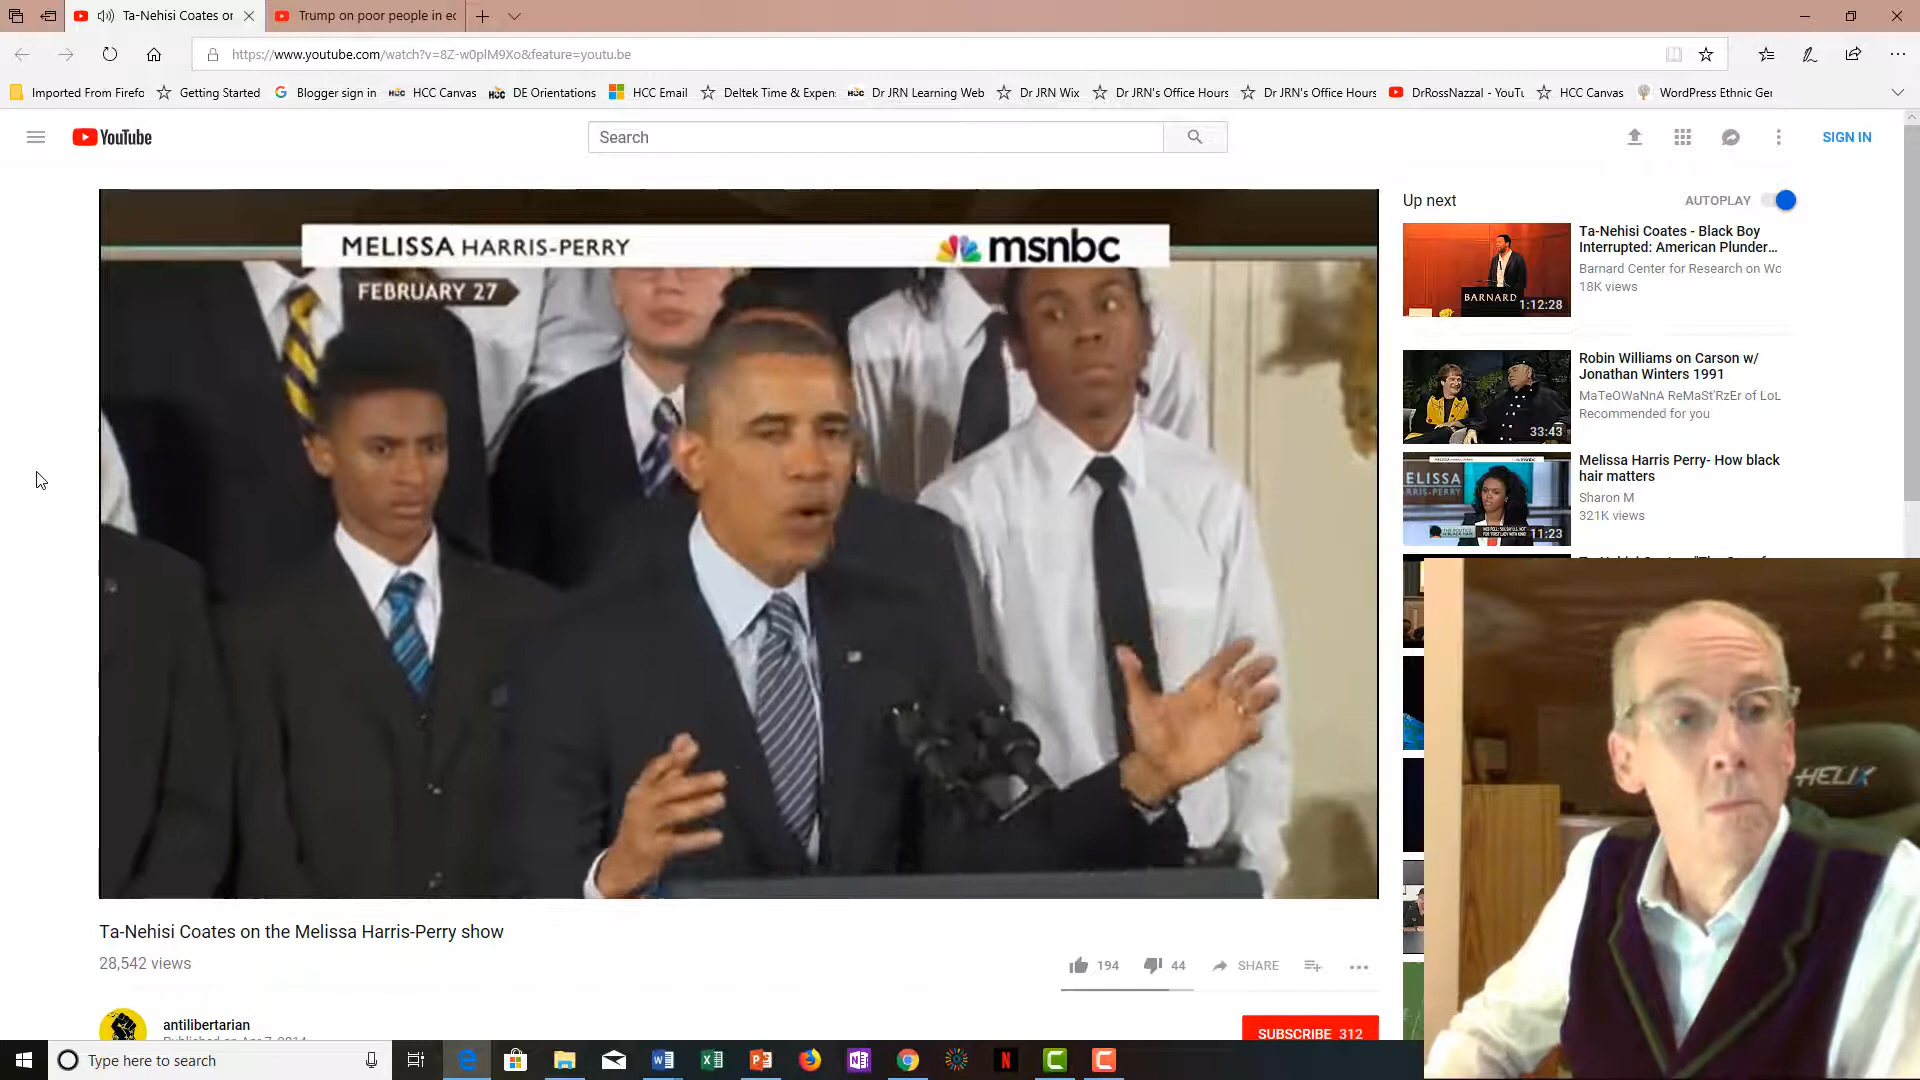 Ta-Nehisi Coates or
Trump on poor people in ec
https://www.youtube.com/watch?v=8Z-w0plM9Xo&feature=youtu.be
Imported From Firefo
Getting Started
Blogger sign in
HCC Canvas
DE Orientations
HCC Email
Deltek Time & Expen
Dr JRN Learning Web
Dr JRN Wix
Dr JRN's Office Hours
Dr JRN's Office Hours
DrRossNazzal - YouTu
HCC Canvas
WordPress Ethnic Ger
YouTube
Search
SIGN IN
MELISSA HARRIS-PERRY
msnbc
FEBRUARY 27
Up next
AUTOPLAY
BARNARD
1:12:28
Ta-Nehisi Coates - Black Boy
Interrupted: American Plunder...
Barnard Center for Research on Wc
18K views
33:43
Robin Williams on Carson w/
Jonathan Winters 1991
MaTeOWaNnA ReMaSt'RzEr of LoL
Recommended for you
11:23
Melissa Harris Perry- How black
hair matters
Sharon M
321K views
HELIX
Ta-Nehisi Coates on the Melissa Harris-Perry show
28,542 views
194
44
SHARE
antilibertarian
SUBSCRIBE 312
Type here to search